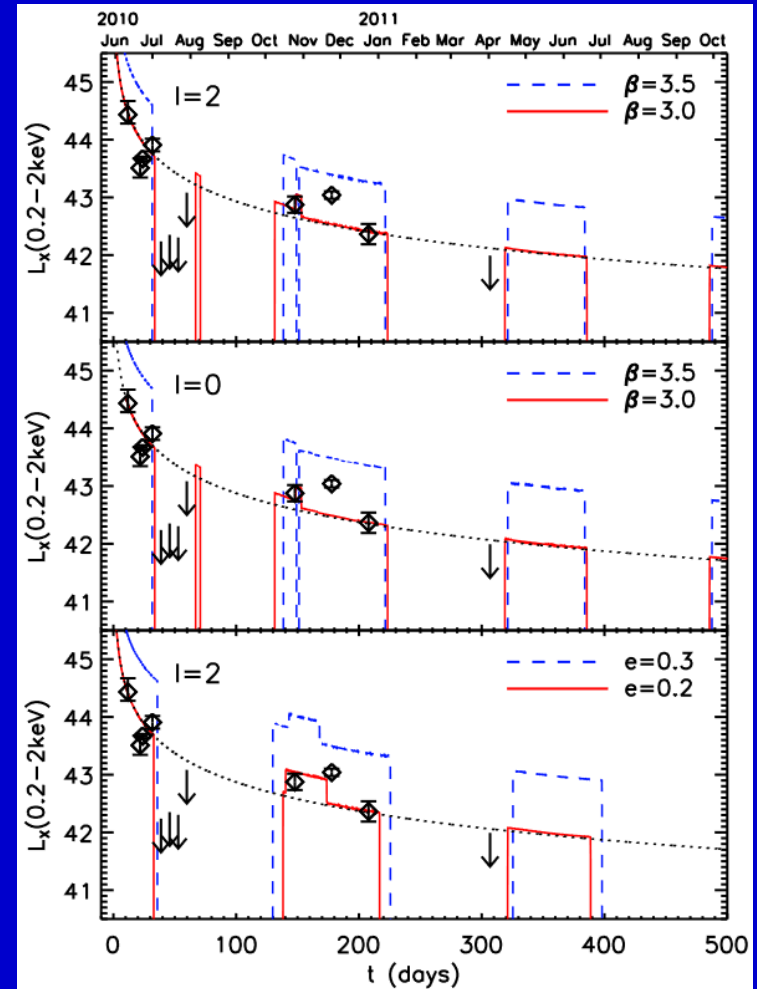 2010 2011
Jun Jul Aug Sep Oct Nov Dec Jan Feb Mar Apr May Jun Jul Aug Sep Oct
45
44
43
42
41
Lx(0.2-2keV)
I=2
β=3.5
β=3.0
45
44
43
42
41
Lx(0.2-2keV)
I=0
β=3.5
β=3.0
45
44
43
42
41
Lx(0.2-2keV)
I=2
e=0.3
e=0.2
0 100 200 300 400 500
t (days)